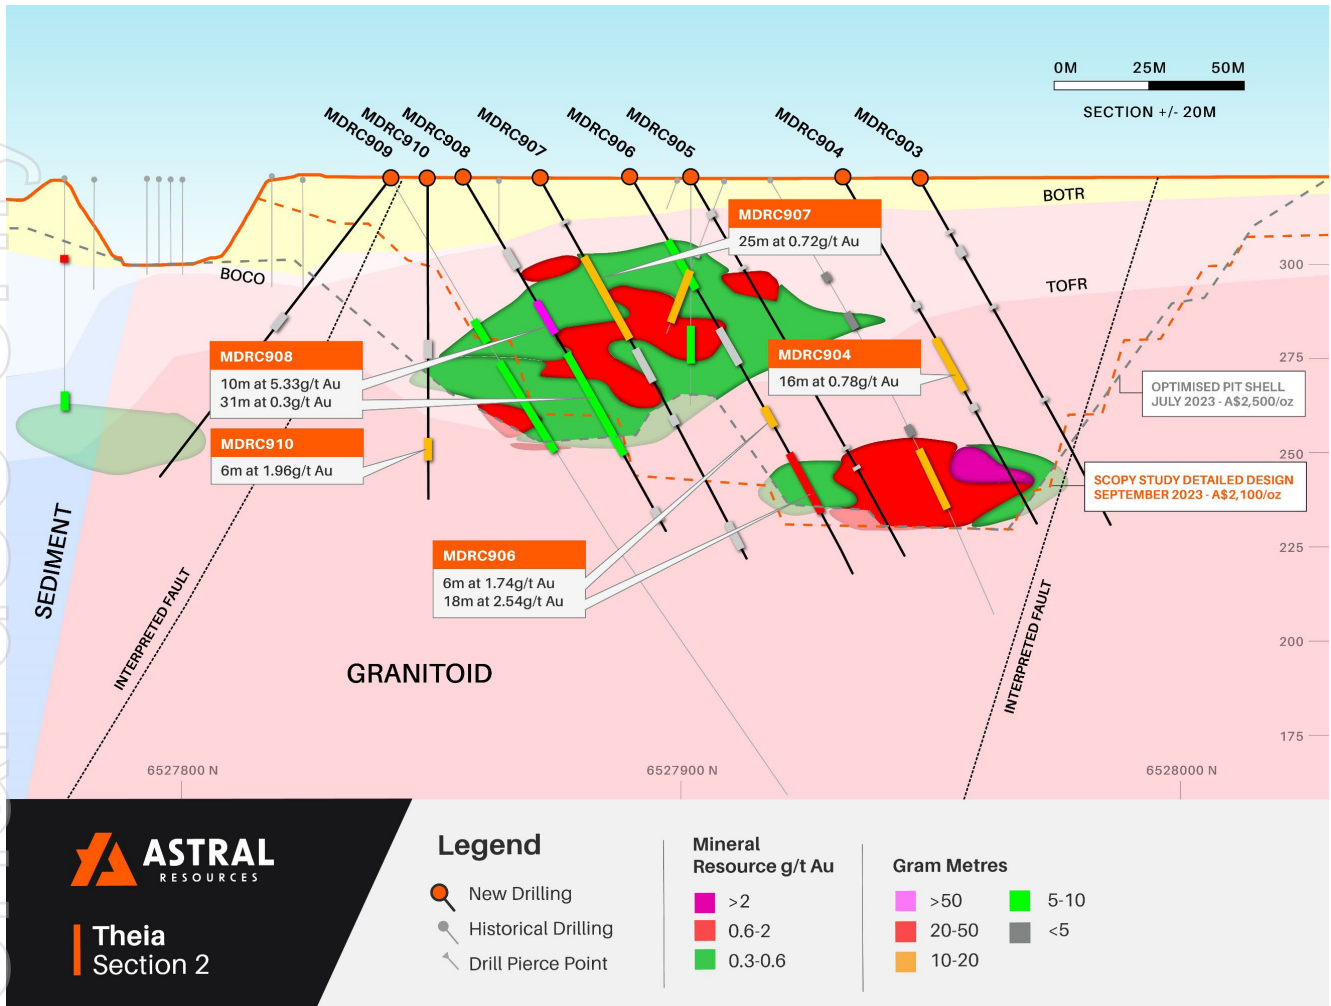 0M 25M 50M
SECTION +/- 20M
MDRC909
MDRC910
MDRC908
MDRC907
MDRC906
MDRC905
MDRC904
MDRC903
BOTR
BOCO
TOFR
MDRC907
25m at 0.72g/t Au
MDRC908
10m at 5.33g/t Au
31m at 0.3g/t Au
MDRC904
16m at 0.78g/t Au
MDRC910
6m at 1.96g/t Au
MDRC906
6m at 1.74g/t Au
18m at 2.54g/t Au
OPTIMISED PIT SHELL
JULY 2023 - A$2,500/oz
SCOPY STUDY DETAILED DESIGN
SEPTEMBER 2023 - A$2,100/oz
300
275
250
225
200
175
SEDIMENT
INTERPRETED FAULT
GRANITOID
INTERPRETED FAULT
6527800 N
6527900 N
6528000 N
ASTRAL
RESOURCES
Theia
Section 2
Legend
New Drilling
Historical Drilling
Drill Pierce Point
Mineral
Resource g/t Au
>2
0.6-2
0.3-0.6
Gram Metres
>50
20-50
10-20
5-10
<5